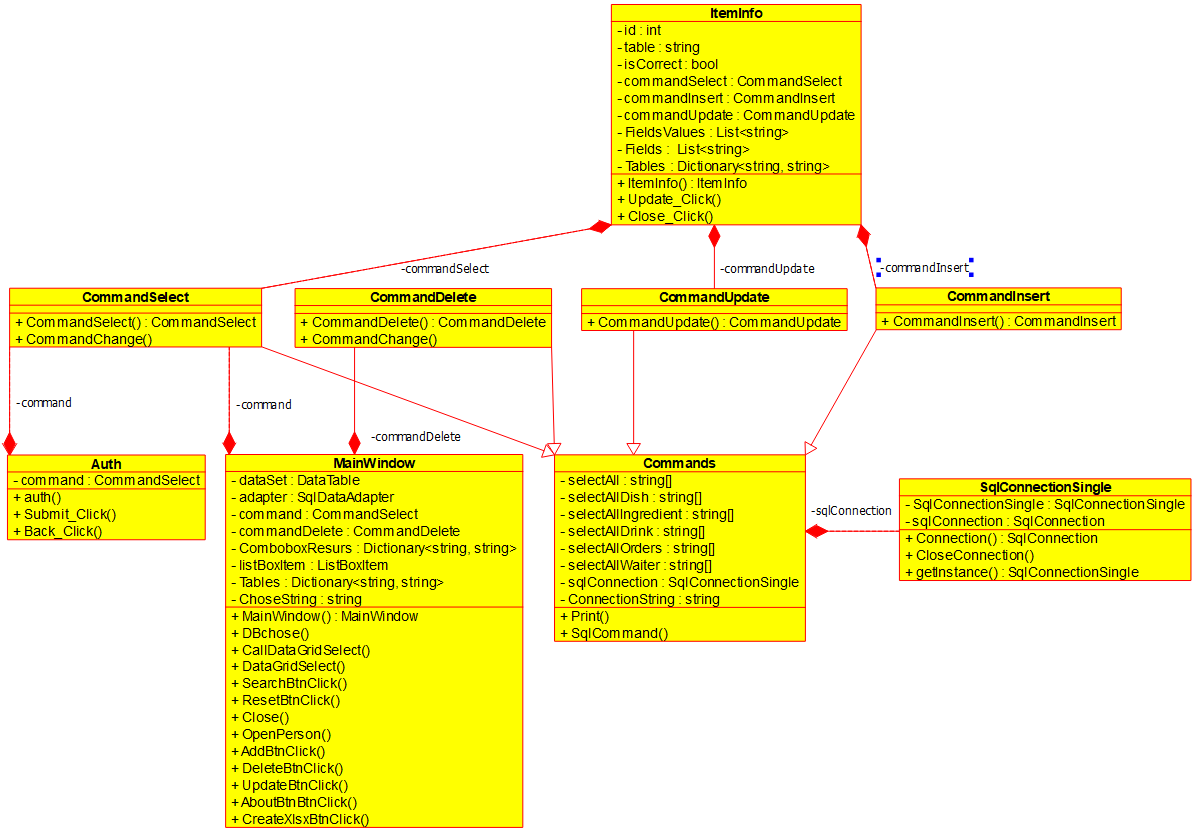 ItemInfo
- id : int
- table : string
- isCorrect : bool
- commandSelect : CommandSelect
- commandInsert : CommandInsert
- commandUpdate : CommandUpdate
- FieldsValues : List<string>
- Fields : List<string>
- Tables : Dictionary<string, string>
+ ItemInfo() : ItemInfo
+ Update_Click()
+ Close_Click()
-commandSelect
-commandUpdate
-commandInsert
CommandSelect
+ CommandSelect() : CommandSelect
+ CommandChange()
CommandDelete
+ CommandDelete() : CommandDelete
+ CommandChange()
CommandUpdate
+ CommandUpdate() : CommandUpdate
CommandInsert
+ CommandInsert() : CommandInsert
-command
-command
-commandDelete
Auth
- command : CommandSelect
+ auth()
+ Submit_Click()
+ Back_Click()
MainWindow
- dataSet : DataTable
- adapter : SqlDataAdapter
- command : CommandSelect
- commandDelete : CommandDelete
- ComboboxResurs : Dictionary<string, string>
- listBoxItem : ListBoxItem
- Tables : Dictionary<string, string>
- ChoseString : string
+ MainWindow() : MainWindow
+ DBchose()
+ CallDataGridSelect()
+ DataGridSelect()
+ SearchBtnClick()
+ ResetBtnClick()
+ Close()
+ OpenPerson()
+ AddBtnClick()
+ DeleteBtnClick()
+ UpdateBtnClick()
+ AboutBtnBtnClick()
+ CreateXlsxBtnClick()
Commands
- selectAll : string[]
- selectAllDish : string[]
- selectAllIngredient : string[]
- selectAllDrink : string[]
- selectAllOrders : string[]
- selectAllWaiter : string[]
- sqlConnection : SqlConnectionSingle
- ConnectionString : string
+ Print()
+ SqlCommand()
-sqlConnection
SqlConnectionSingle
- SqlConnectionSingle : SqlConnectionSingle
- sqlConnection : SqlConnection
+ Connection() : SqlConnection
+ CloseConnection()
+ getInstance() : SqlConnectionSingle